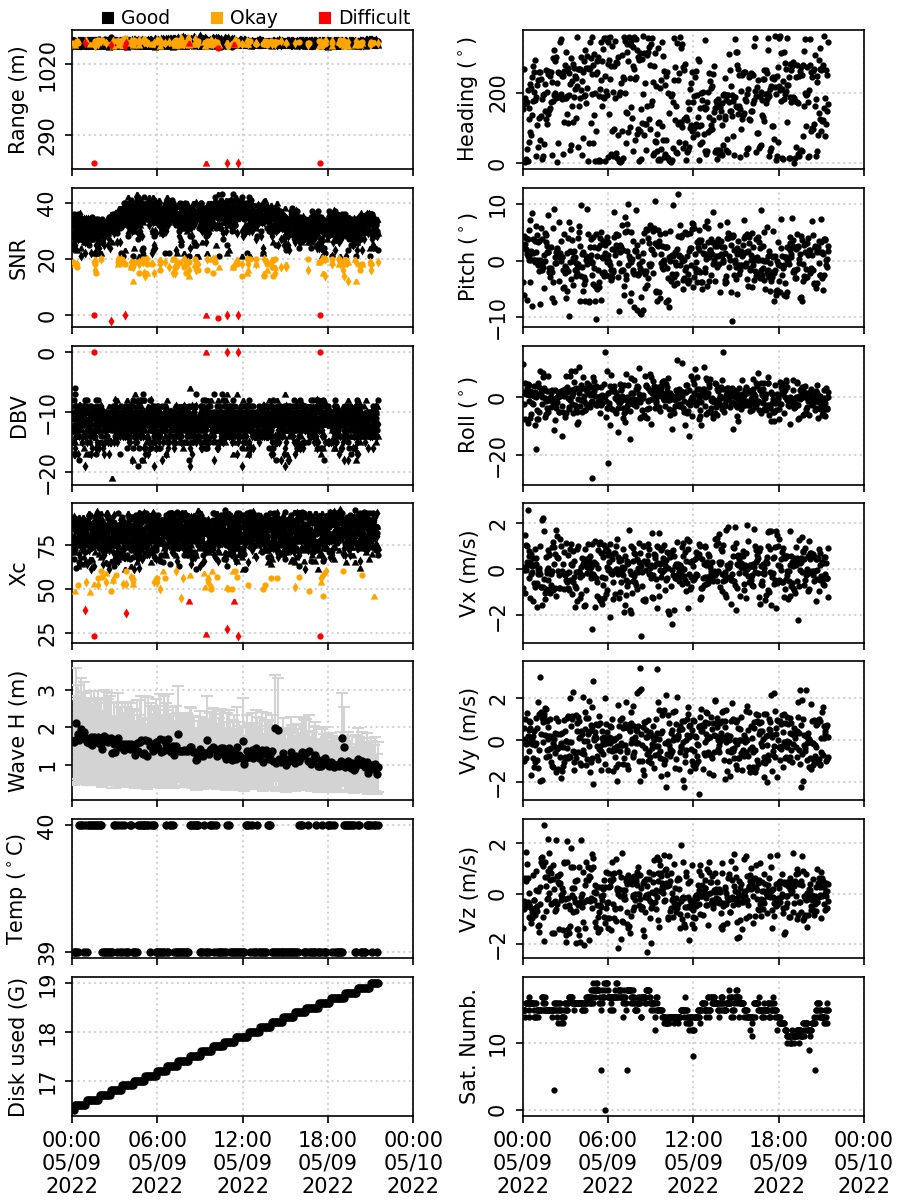 Good Okay Difficult
Range (m)
1020
290
Heading (°)
200
0
SNR
40
20
0
Pitch (°)
10
0
−10
DBV
0
−10
−20
Roll (°)
0
−20
Xc
75
50
25
Vx (m/s)
2
0
−2
Wave H (m)
3
2
1
Vy (m/s)
2
0
−2
Temp (°C)
40
39
Vz (m/s)
2
0
−2
Disk used (G)
19
18
17
Sat. Numb.
10
0
00:00 06:00 12:00 18:00 00:00
05/09 05/09 05/09 05/09 05/10
2022 2022 2022 2022 2022
00:00 06:00 12:00 18:00 00:00
05/09 05/09 05/09 05/09 05/10
2022 2022 2022 2022 2022